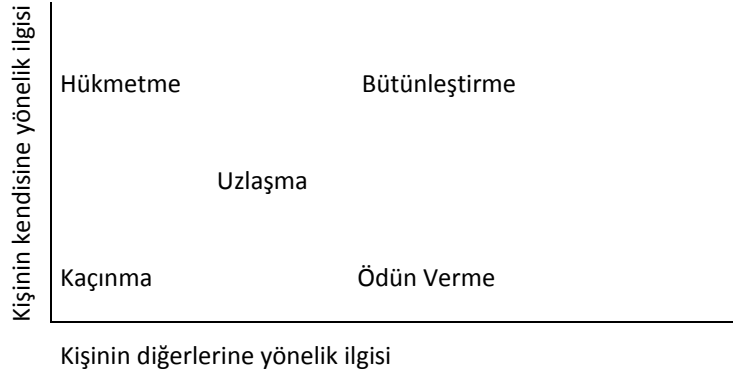 Kişinin kendisine yönelik ilgisi
Hükmetme
Bütünleştirme
Uzlaşma
Kaçınma
Ödün Verme
Kişinin diğerlerine yönelik ilgisi